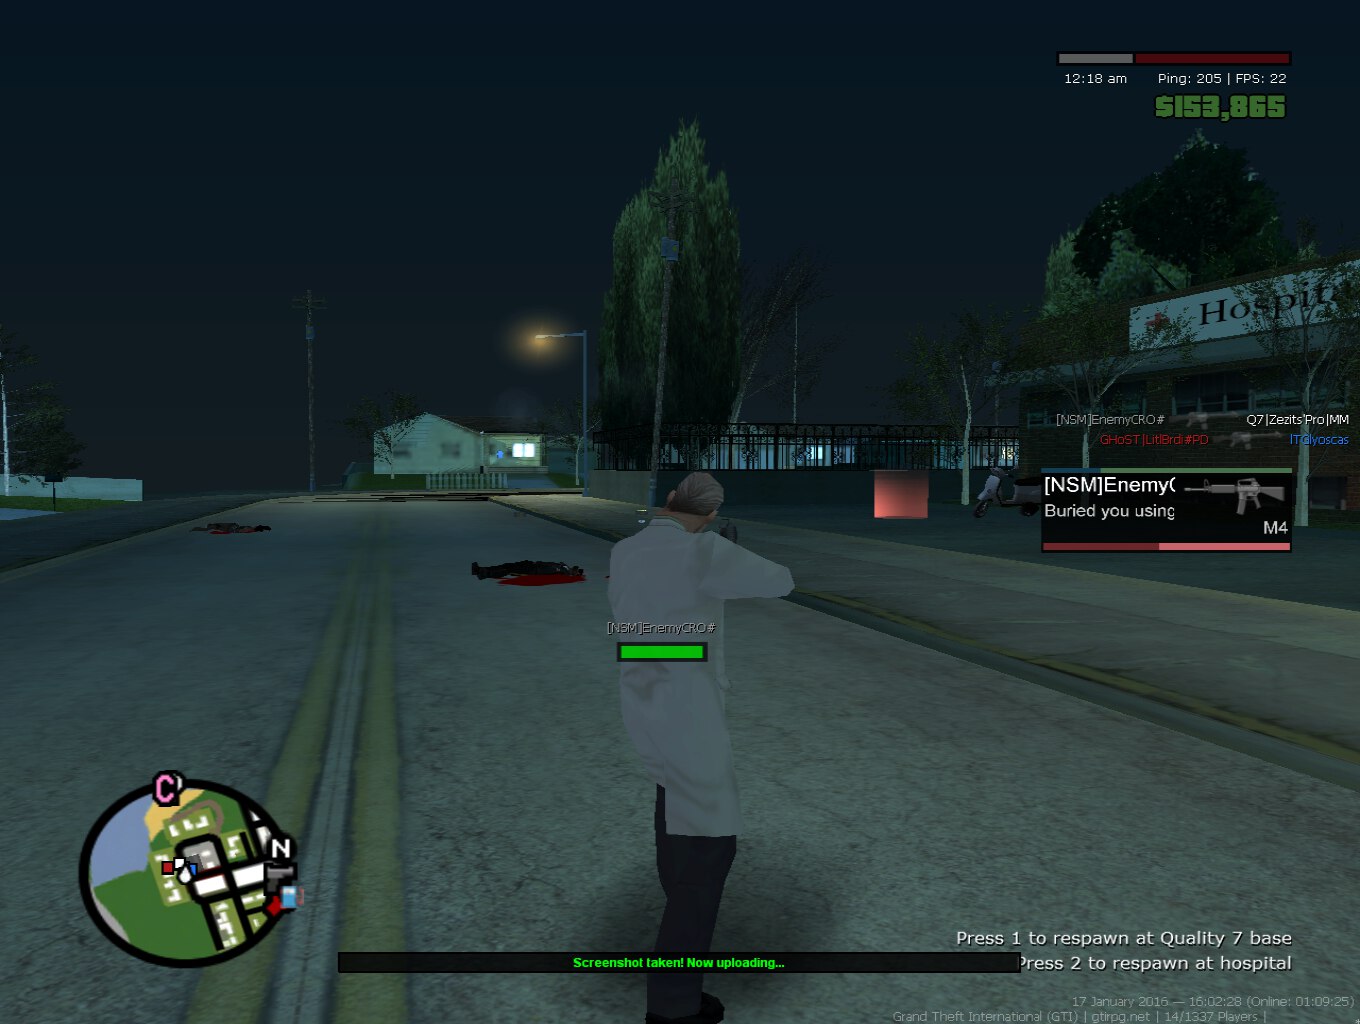 12:18 am Ping: 205 | FPS: 22
$153,865
Hospit
[NSM]EnemyCRO# Q7|Zezits'Pro|MM
GHoST|LitlBrdi#PD
[NSM]EnemyC
Buried you using
M4
[NSM]EnemyCRO#
C
N
Press 1 to respawn at Quality 7 base
Press 2 to respawn at hospital
Screenshot taken! Now uploading...
17 January 2016 — 16:02:28 (Online: 01:09:25)
Grand Theft International (GTI) | gtirpg.net | 14/1337 Players |